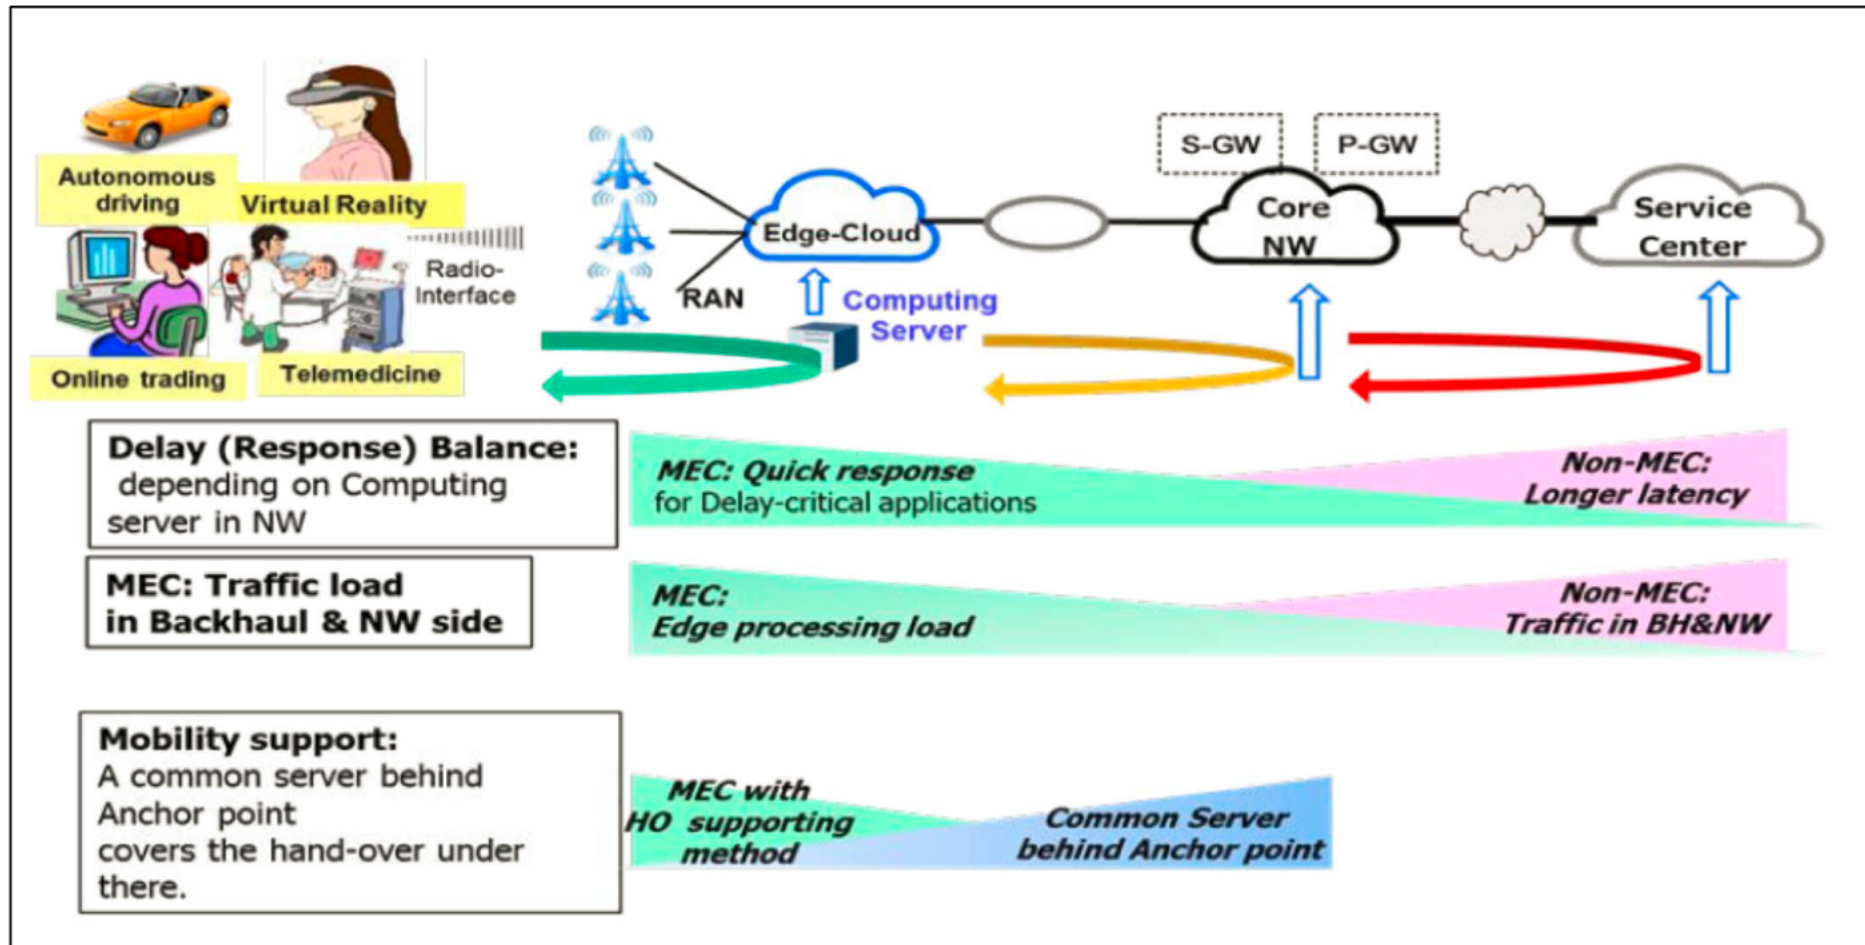 Autonomous
driving
Virtual Reality
Online trading
Telemedicine
Radio-
Interface
RAN
Edge-Cloud
Computing
Server
S-GW
P-GW
Core
NW
Service
Center
Delay (Response) Balance:
depending on Computing
server in NW
MEC: Quick response
for Delay-critical applications
Non-MEC:
Longer latency
MEC: Traffic load
in Backhaul & NW side
MEC:
Edge processing load
Non-MEC:
Traffic in BH&NW
Mobility support:
A common server behind
Anchor point
covers the hand-over under
there.
MEC with
HO supporting
method
Common Server
behind Anchor point